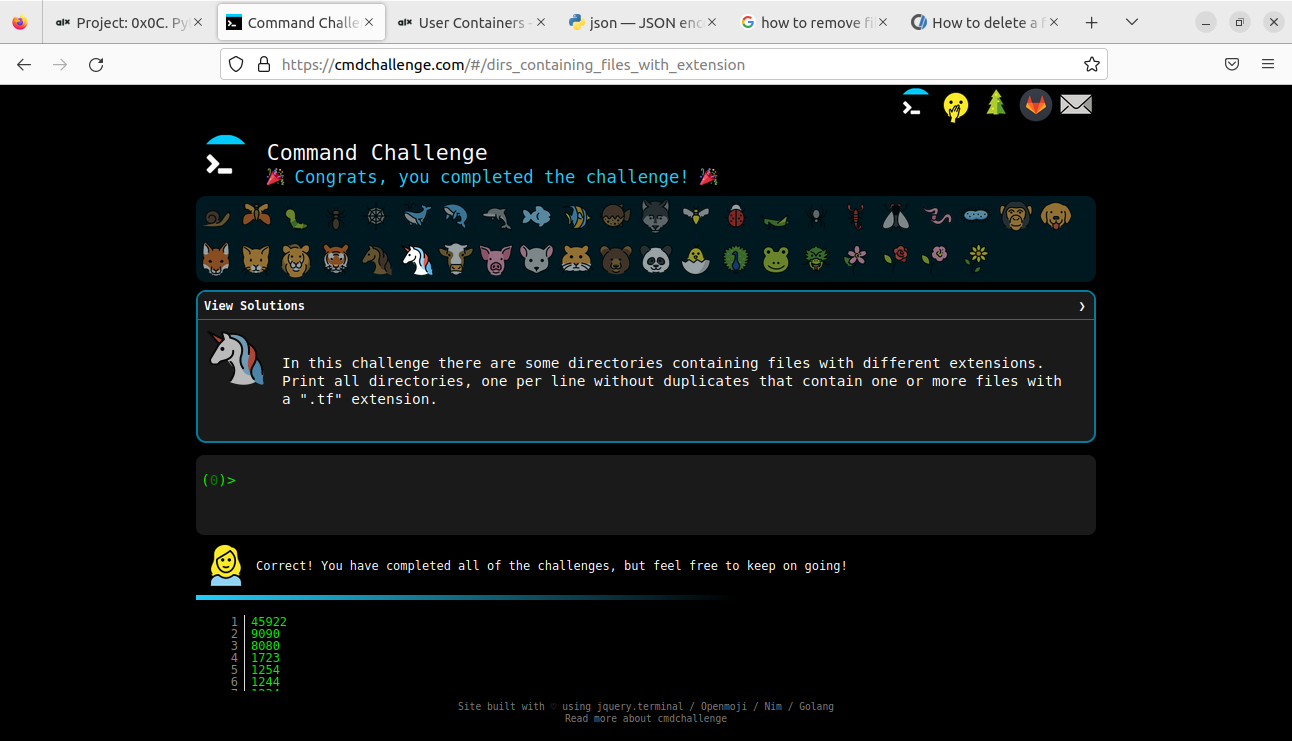 Project: 0x0C. Py
Command Challe
User Containers -
json — JSON enc
how to remove fi
How to delete a f
https://cmdchallenge.com/#/dirs_containing_files_with_extension
Command Challenge
Congrats, you completed the challenge!
View Solutions
In this challenge there are some directories containing files with different extensions.
Print all directories, one per line without duplicates that contain one or more files with
a ".tf" extension.
(0)>
Correct! You have completed all of the challenges, but feel free to keep on going!
1 45922
2 9090
3 8080
4 1723
5 1254
6 1244
Site built with ♡ using jquery.terminal / Openmoji / Nim / Golang
Read more about cmdchallenge